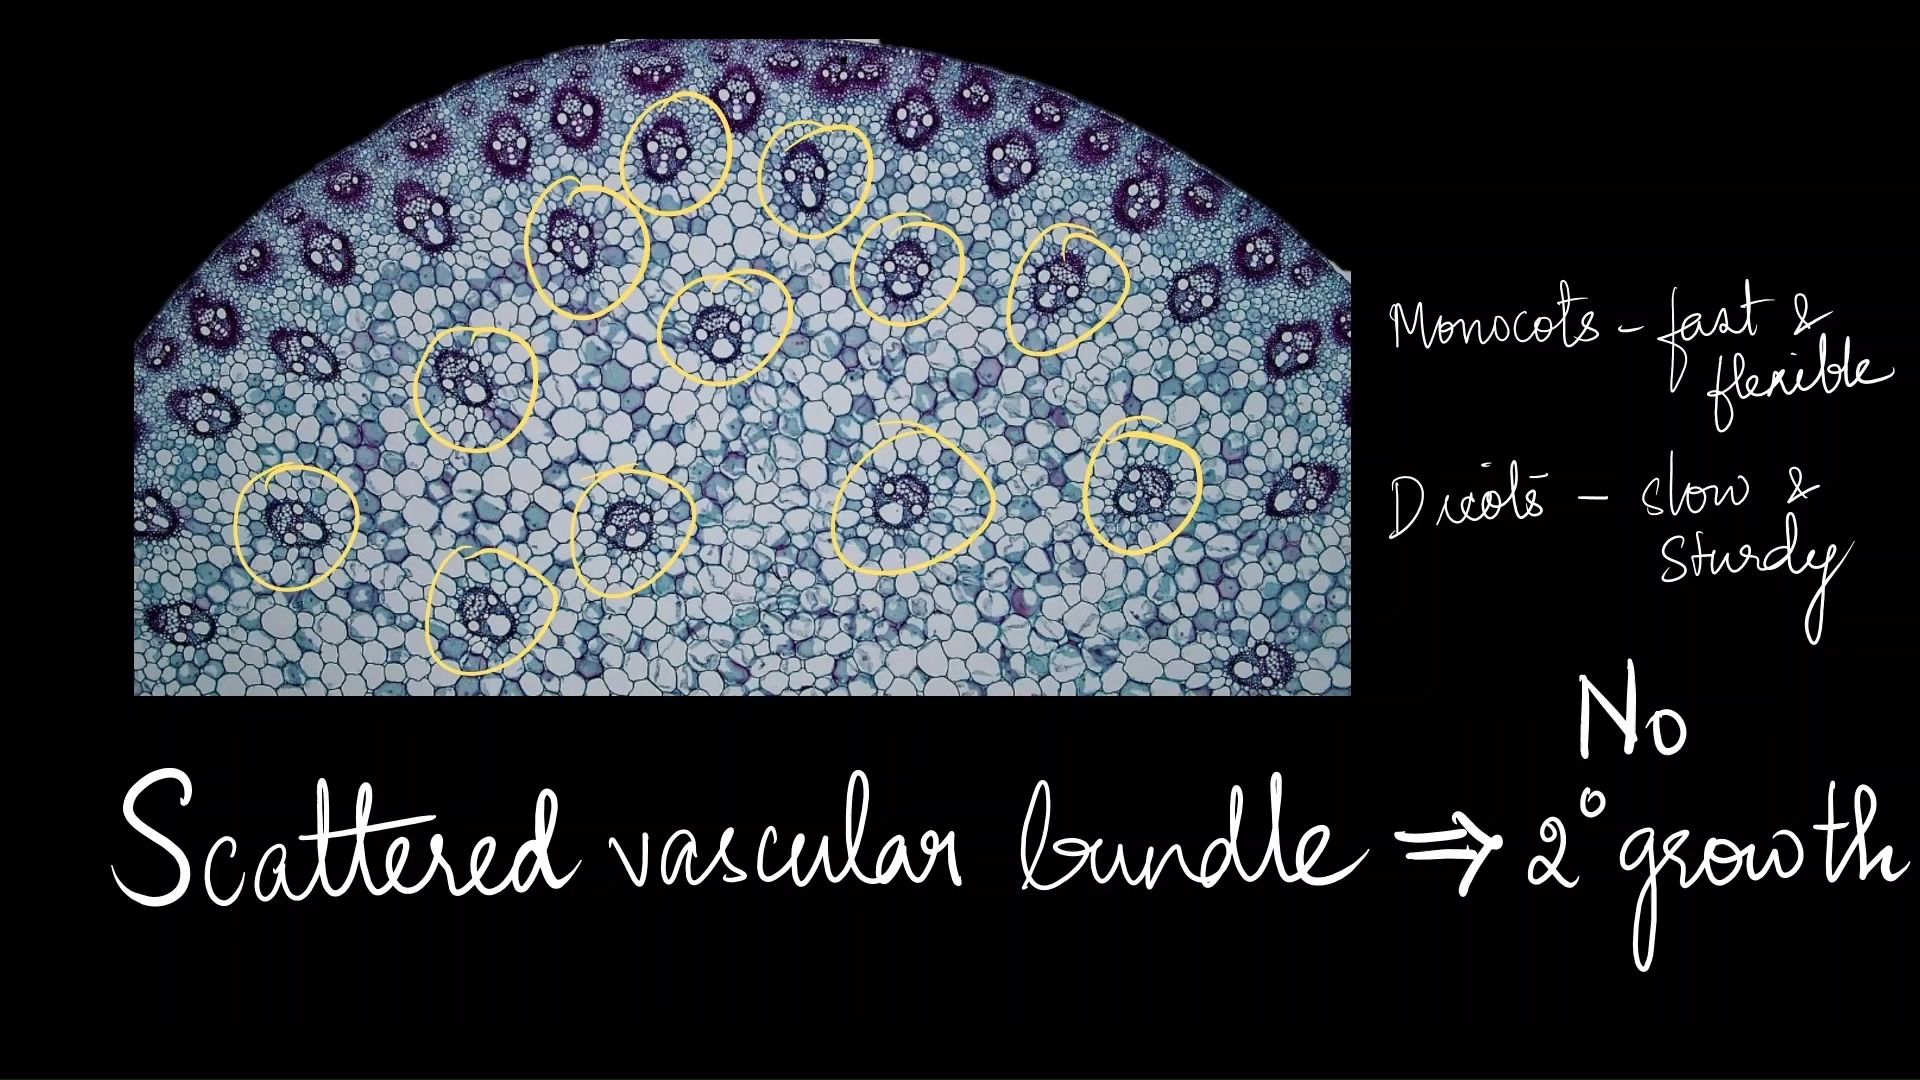 Monocots - fast &
flexible
Dicots - slow &
sturdy
No
Scattered vascular bundle ⇒ 2° growth